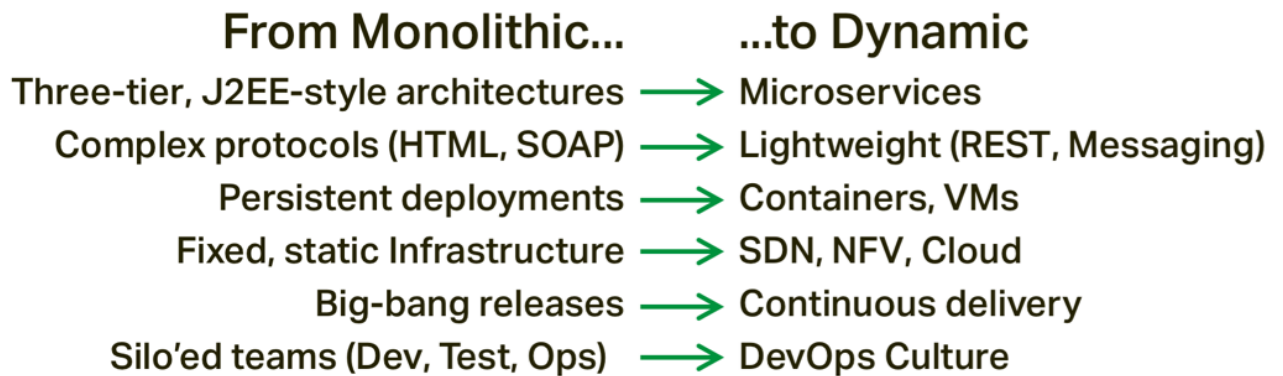 From Monolithic... ...to Dynamic
Three-tier, J2EE-style architectures → Microservices
Complex protocols (HTML, SOAP) → Lightweight (REST, Messaging)
Persistent deployments → Containers, VMs
Fixed, static Infrastructure → SDN, NFV, Cloud
Big-bang releases → Continuous delivery
Silo’ed teams (Dev, Test, Ops) → DevOps Culture